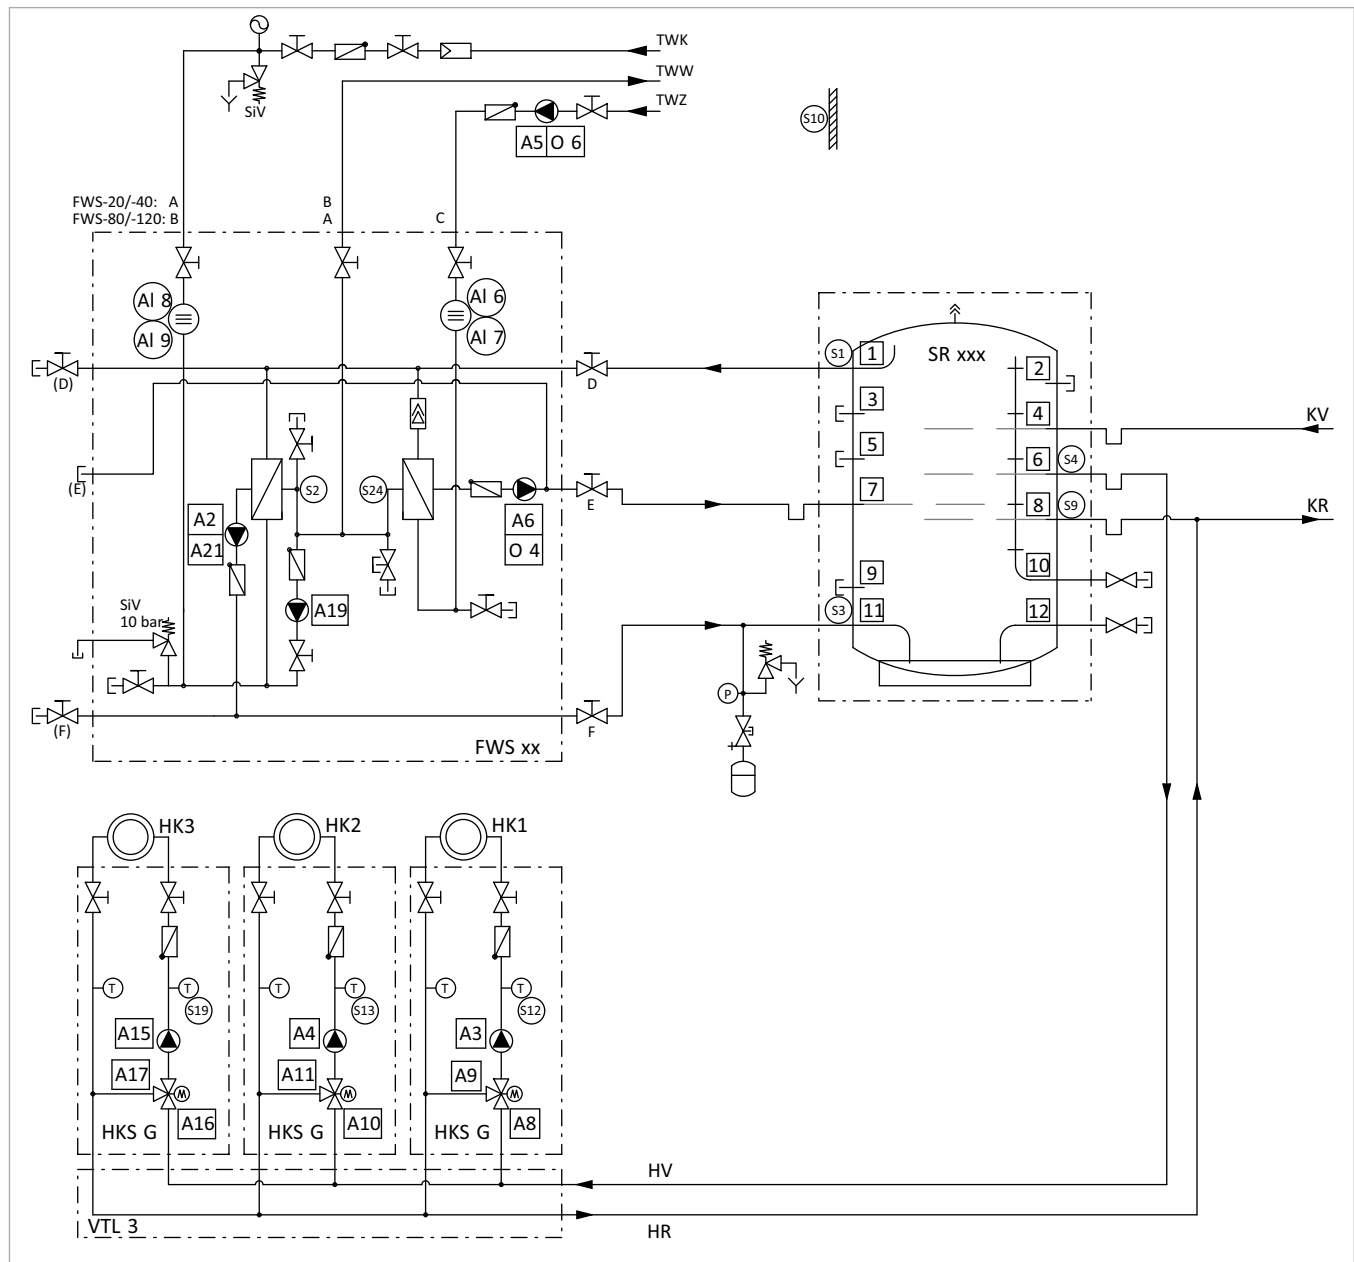 TWK
TWW
SiV
TWZ
A5 O 6
S10
FWS-20/-40: A
FWS-80/-120: B
B
A
C
Al 8
Al 9
Al 6
Al 7
(D)
D
S1
1
SR xxx
2
3
4
KV
5
6
S4
(E)
S2
S24
E
7
8
S9
KR
A2
A21
A6
O 4
9
10
SiV
10 bar
A19
S3
11
12
P
(F)
F
FWS xx
HK3
HK2
HK1
T
T
S19
T
T
S13
T
T
S12
A15
A4
A3
A17
A11
A9
A16
A10
A8
HKS G
HKS G
HKS G
HV
VTL 3
HR